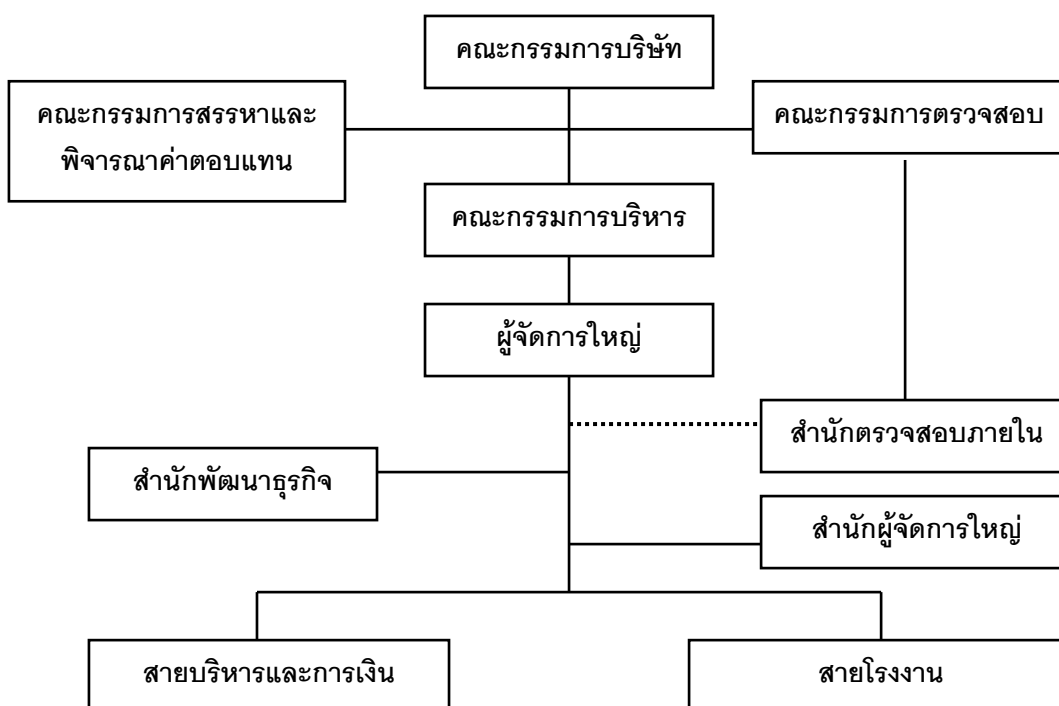 คณะกรรมการบริษัท
คณะกรรมการสรรหาและ
พิจารณาค่าตอบแทน
คณะกรรมการตรวจสอบ
คณะกรรมการบริหาร
ผู้จัดการใหญ่
สำนักตรวจสอบภายใน
สำนักพัฒนาธุรกิจ
สำนักผู้จัดการใหญ่
สายบริหารและการเงิน
สายโรงงาน